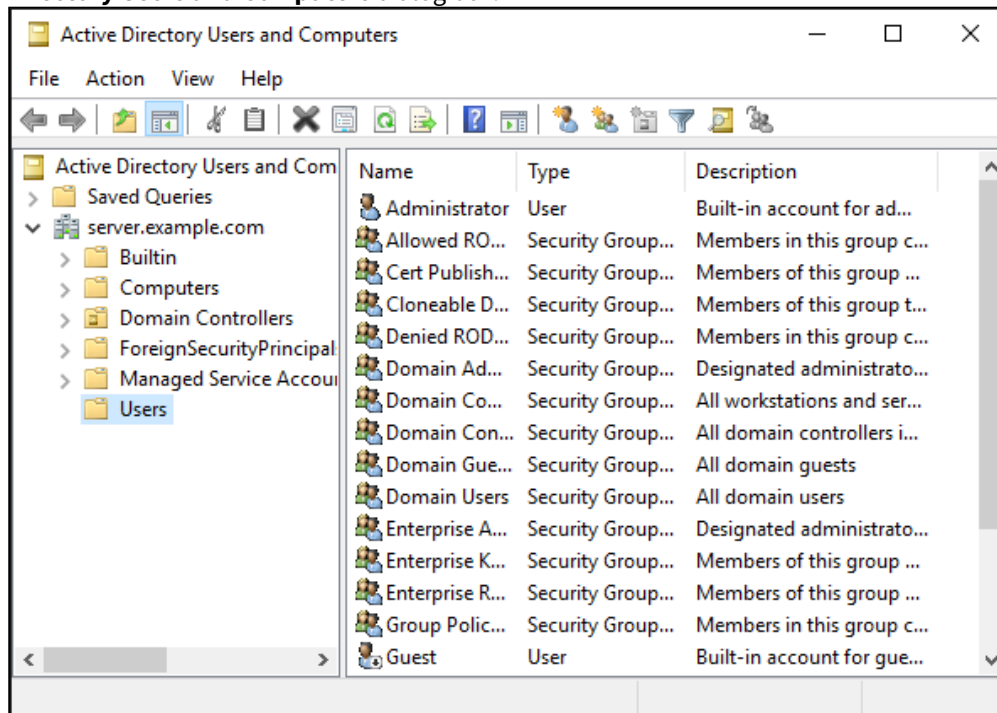 Active Directory Users and Computers
File Action View Help
Active Directory Users and Com
Saved Queries
server.example.com
Builtin
Computers
Domain Controllers
ForeignSecurityPrincipal
Managed Service Accou
Users
Name Type Description
Administrator User Built-in account for ad...
Allowed RO... Security Group... Members in this group c...
Cert Publish... Security Group... Members of this group ...
Cloneable D... Security Group... Members of this group t...
Denied ROD... Security Group... Members in this group c...
Domain Ad... Security Group... Designated administrato...
Domain Co... Security Group... All workstations and ser...
Domain Con... Security Group... All domain controllers i...
Domain Gue... Security Group... All domain guests
Domain Users Security Group... All domain users
Enterprise A... Security Group... Designated administrato...
Enterprise K... Security Group... Members of this group ...
Enterprise R... Security Group... Members of this group ...
Group Polic... Security Group... Members in this group c...
Guest User Built-in account for gue...